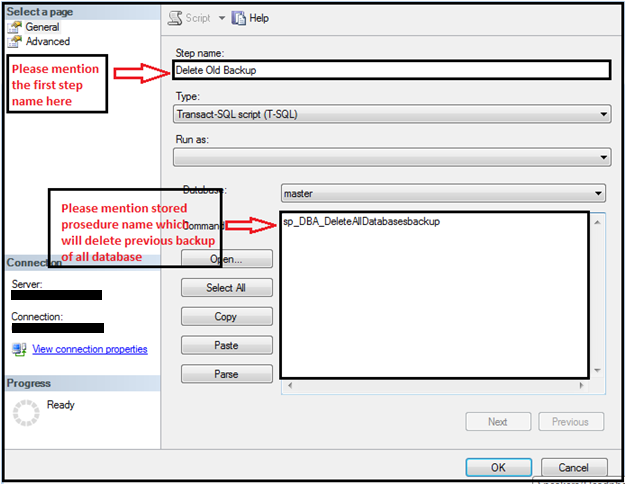 Select a page
General
Advanced
Script
Help
Please mention
the first step
name here
Step name:
Delete Old Backup
Type:
Transact-SQL script (T-SQL)
Run as:
Database:
master
Please mention stored
prosedure name which
will delete previous backup
of all database
Command
sp_DBA_DeleteAllDatabasesbackup
Open...
Select All
Copy
Paste
Parse
Connection
Server:
Connection:
View connection properties
Progress
Ready
Next
Previous
OK
Cancel